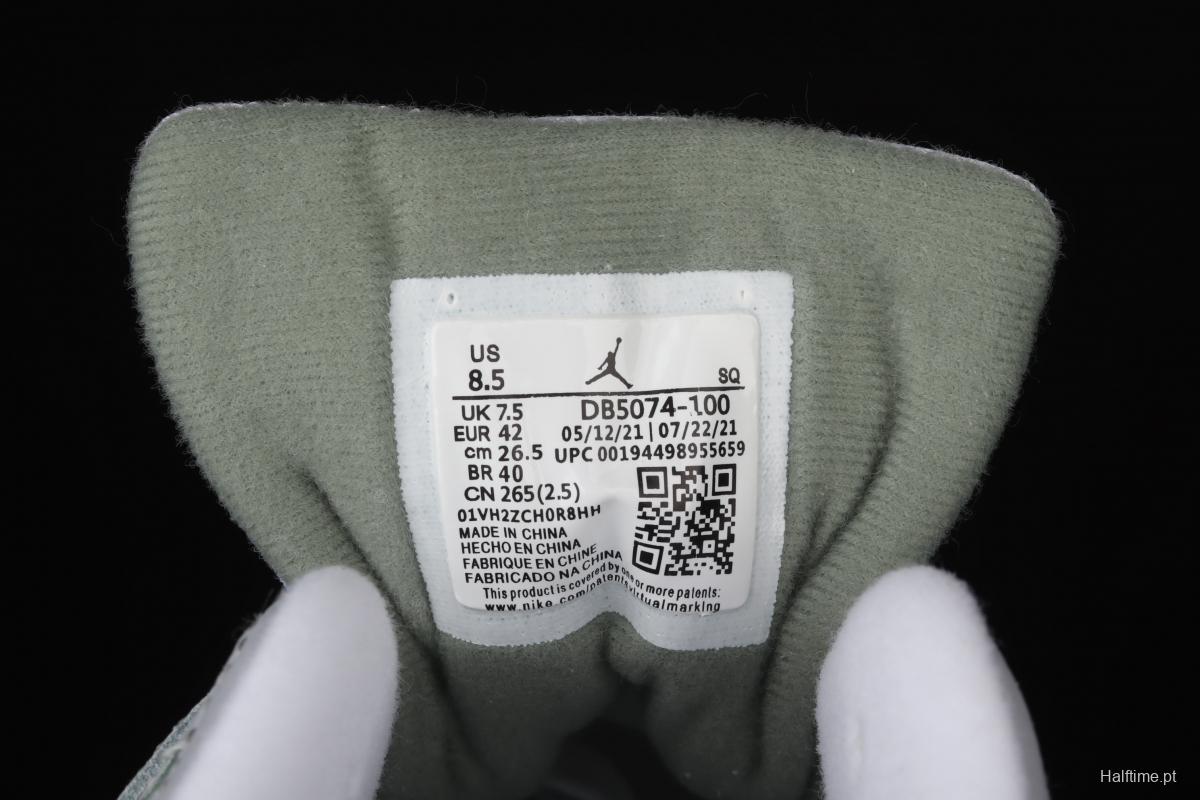 US
8.5
SQ
UK 7.5
DB5074-100
EUR 42
05/12/21 | 07/22/21
cm 26.5
UPC 00194498955659
BR 40
CN 265(2.5)
01VH2ZCH0R8HH
MADE IN CHINA
HECHO EN CHINA
FABRIQUE EN CHINE
FABRICADO NA CHINA
This product is covered by one or more patents:
www.nike.com/patents.virtualmarking
Halftime.pt